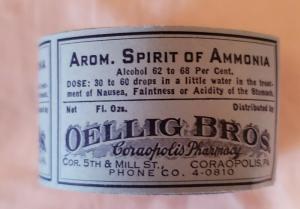 AROM. SPIRIT OF AMMONIA
Alcohol 62 to 68 Per Cent.
DOSE: 30 to 60 drops in a little water in the treat-
ment of Nausea, Faintness or Acidity of the Stomach.
Net Fl. Ozs. Distributed by
OELLIG BROS
Coraopolis Pharmacy
COR. 5TH & MILL ST., CORAOPOLIS, PA.
PHONE CO. 4-0810